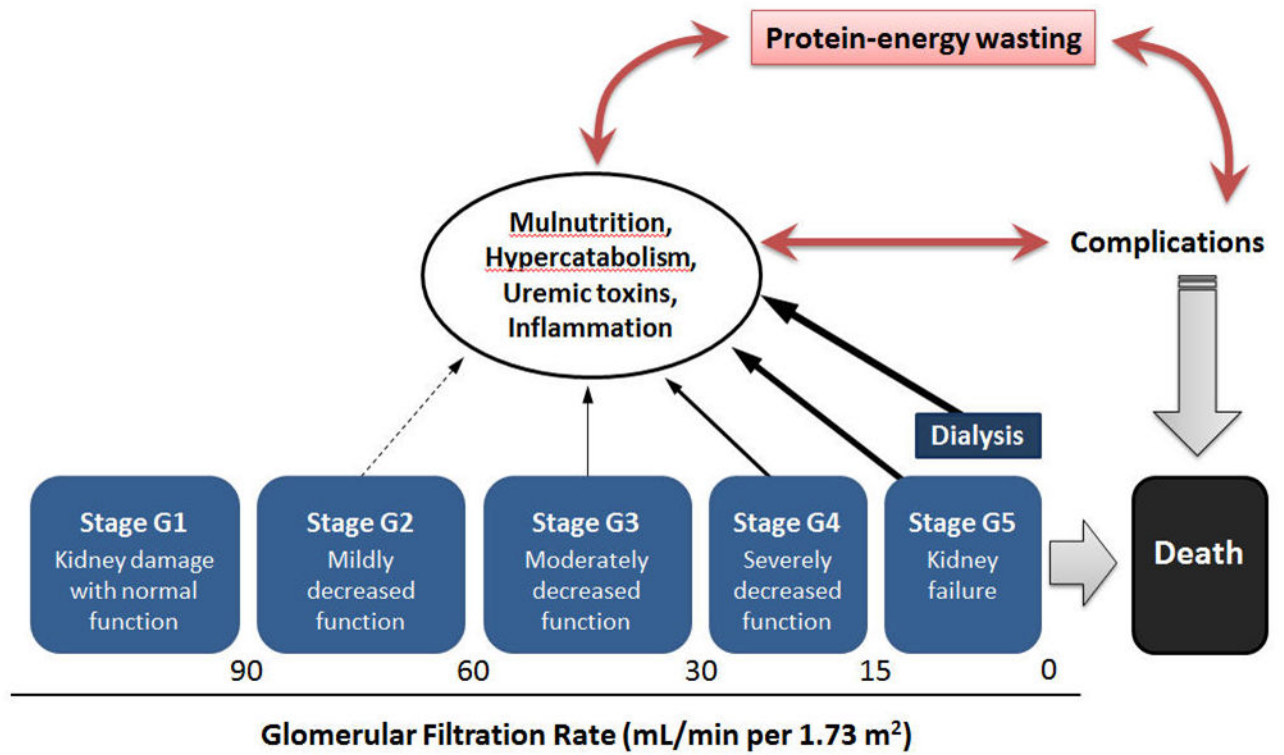 Protein-energy wasting
Mulnutrition,
Hypercatabolism,
Uremic toxins,
Inflammation
Complications
Dialysis
Stage G1
Kidney damage
with normal
function
Stage G2
Mildly
decreased
function
Stage G3
Moderately
decreased
function
Stage G4
Severely
decreased
function
Stage G5
Kidney
failure
Death
90 60 30 15 0
Glomerular Filtration Rate (mL/min per 1.73 m²)